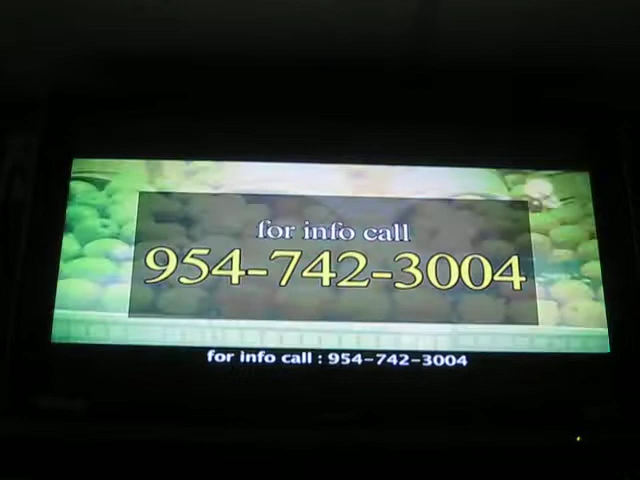 for info call
954-742-3004
for info call : 954-742-3004